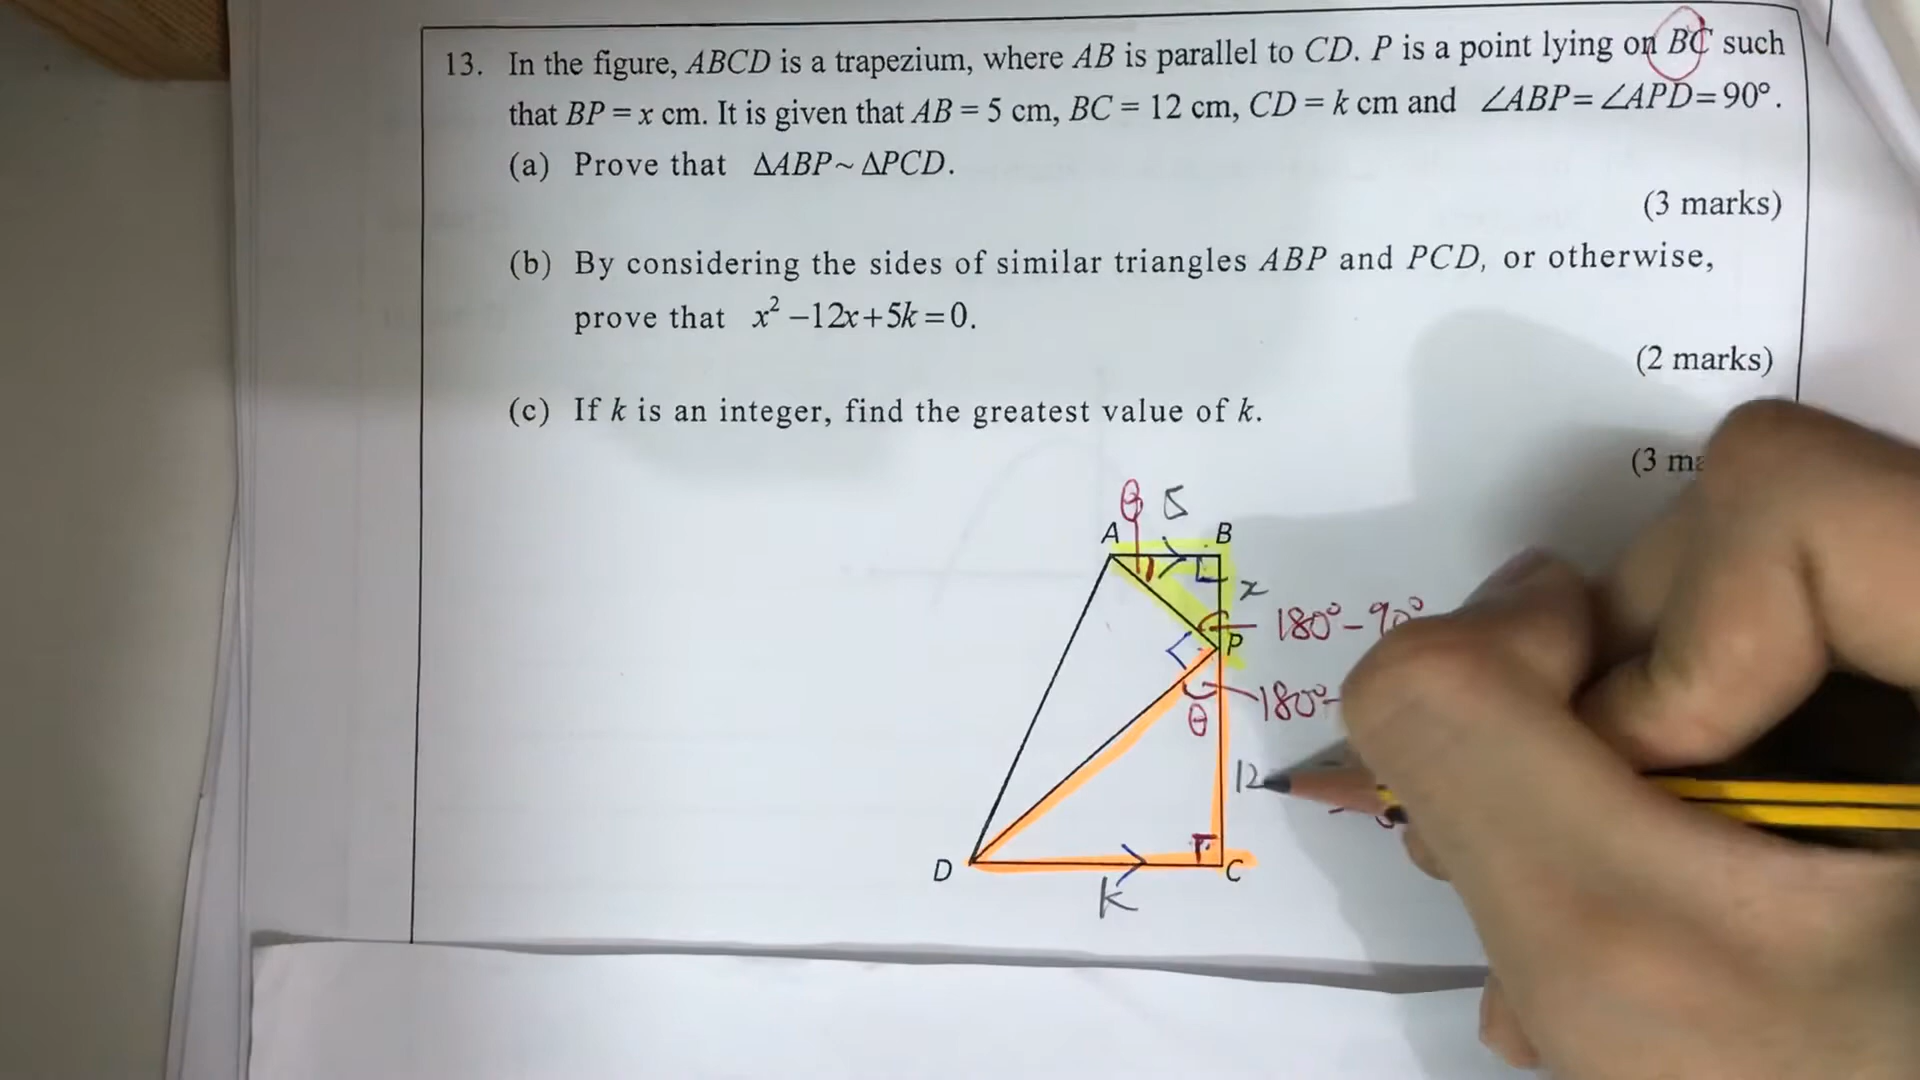 13. In the figure, ABCD is a trapezium, where AB is parallel to CD. P is a point lying on BC such
that BP = x cm. It is given that AB = 5 cm, BC = 12 cm, CD = k cm and ∠ABP = ∠APD = 90°.
(a) Prove that ΔABP ~ ΔPCD.
(3 marks)
(b) By considering the sides of similar triangles ABP and PCD, or otherwise,
prove that x² − 12x + 5k = 0.
(2 marks)
(c) If k is an integer, find the greatest value of k.
(3 ma
θ 5
A B
x
180° − 90°
P
180° −
θ
12
D C
k